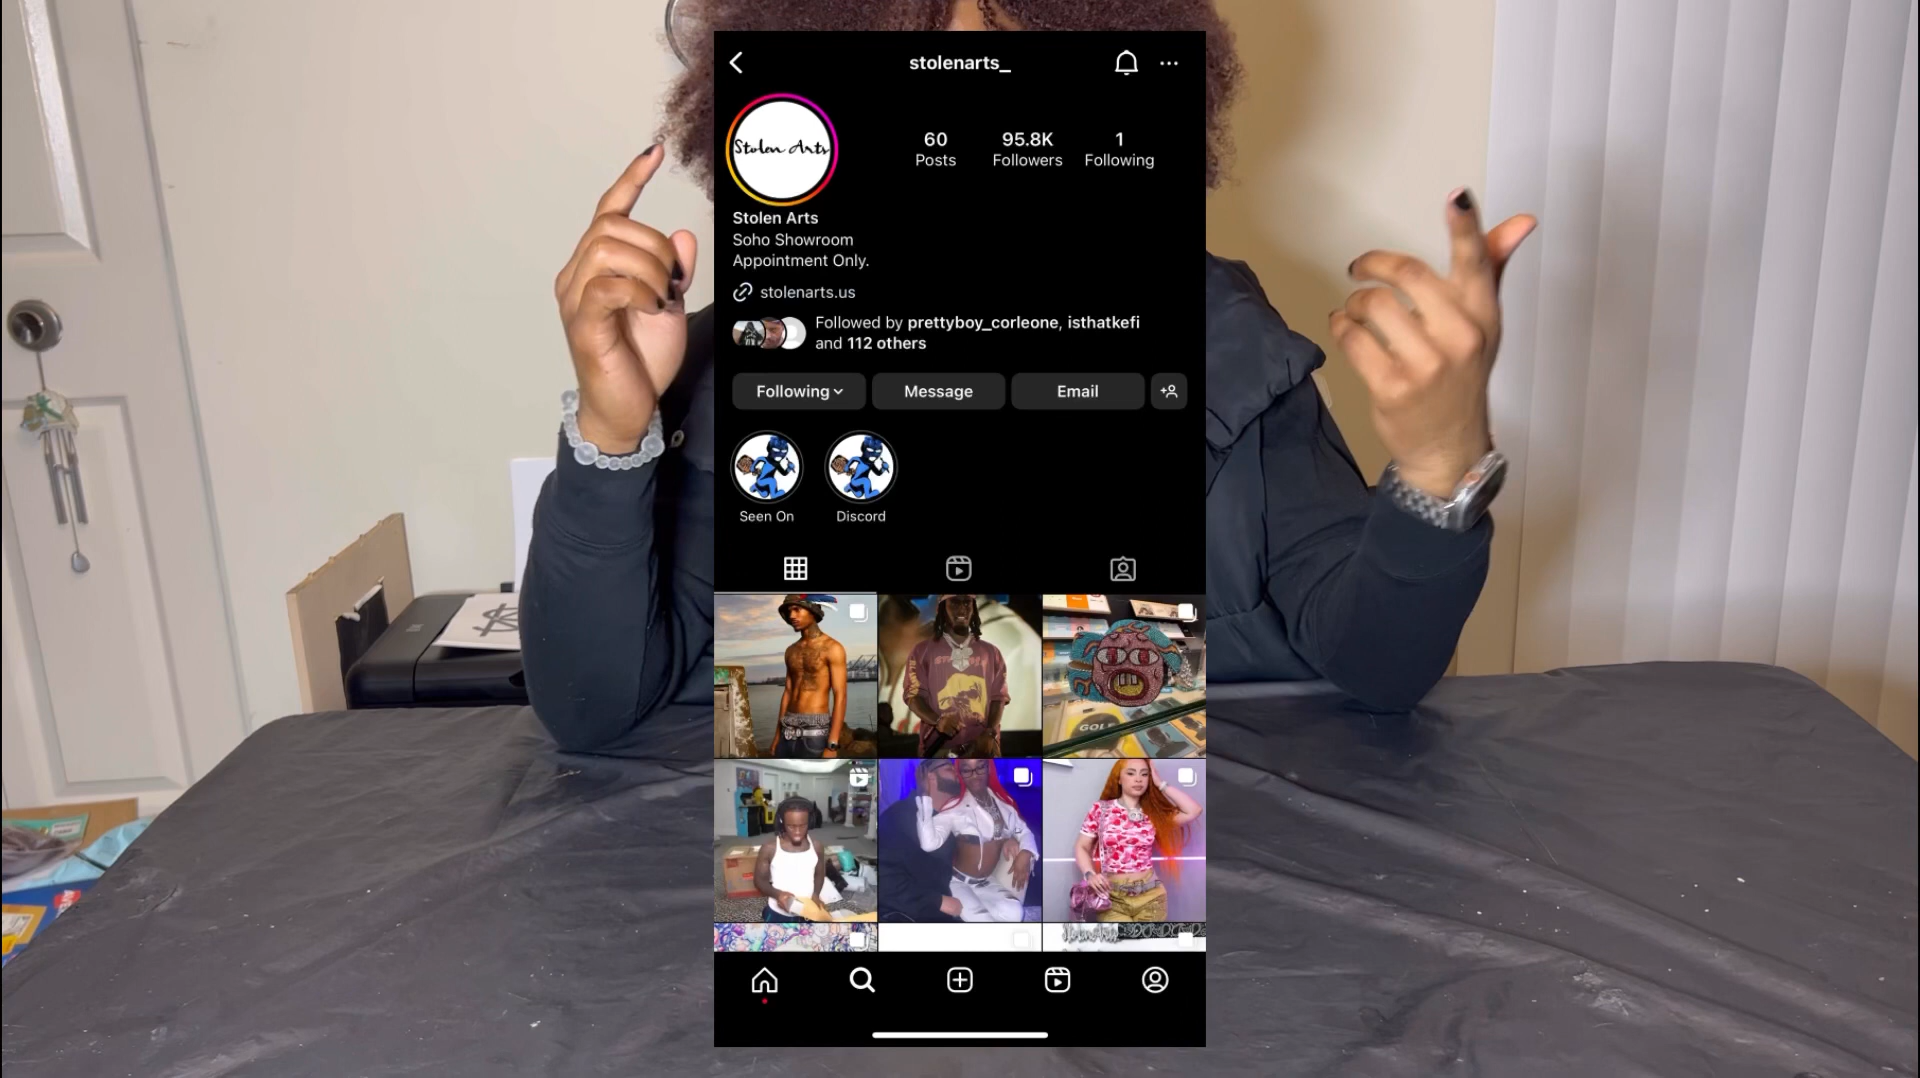 stolenarts_
Stolen Arts
60
Posts
95.8K
Followers
1
Following
Stolen Arts
Soho Showroom
Appointment Only.
stolenarts.us
Followed by prettyboy_corleone, isthatkefi
and 112 others
Following
Message
Email
Seen On
Discord
GOLF